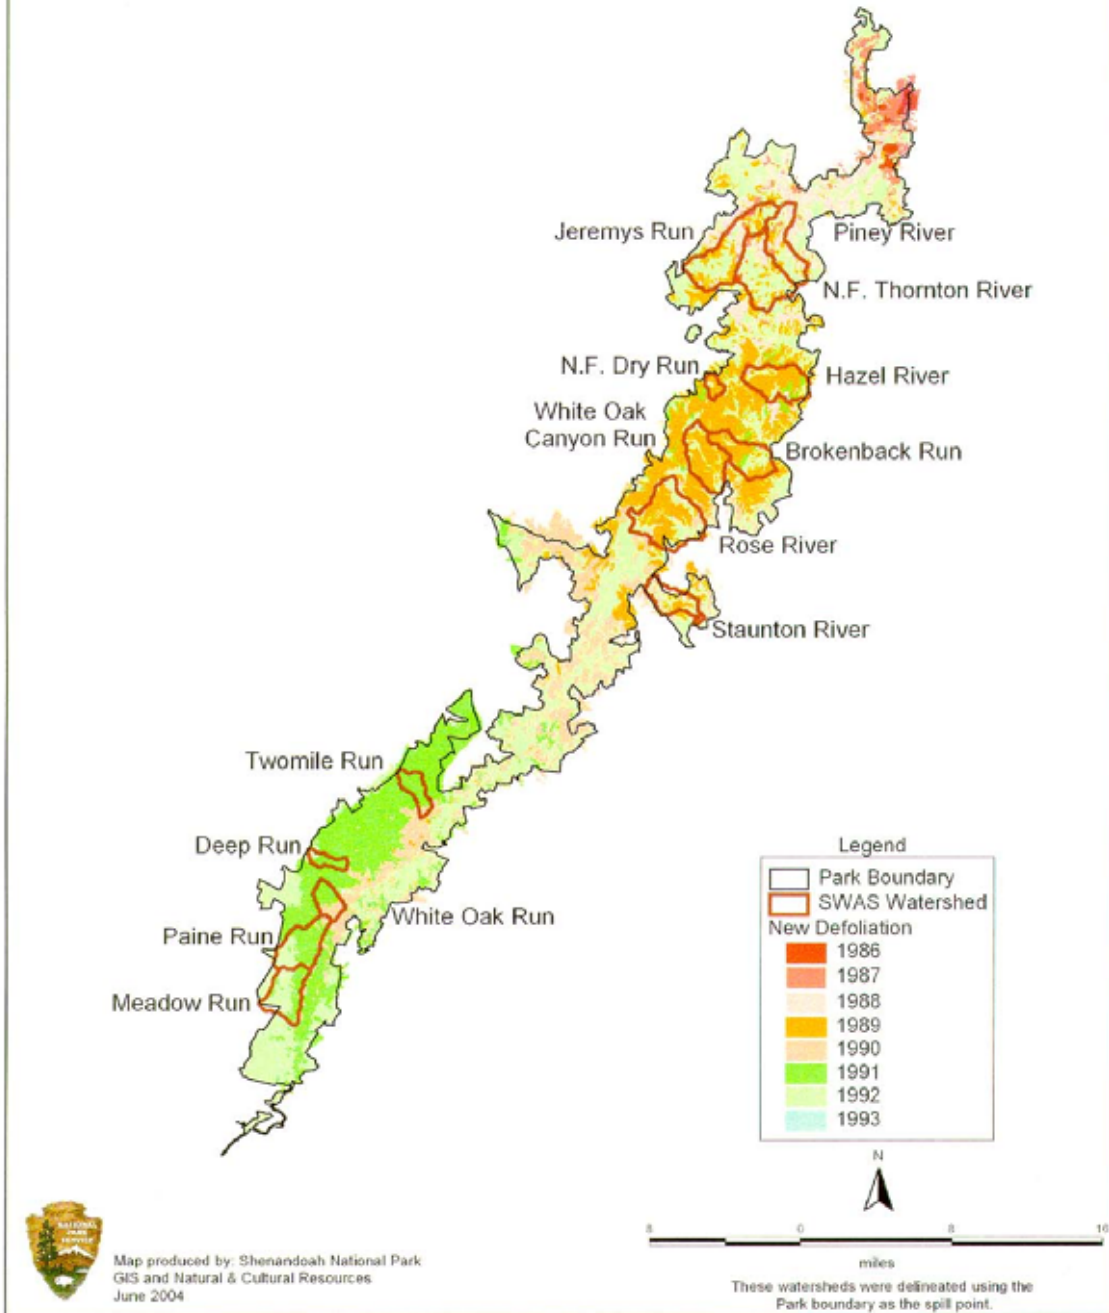 Jeremys Run
Piney River
N.F. Thornton River
N.F. Dry Run
Hazel River
White Oak
Canyon Run
Brokenback Run
Rose River
Staunton River
Twomile Run
Deep Run
White Oak Run
Paine Run
Meadow Run
Legend
Park Boundary
SWAS Watershed
New Defoliation
1986
1987
1988
1989
1990
1991
1992
1993
N
8 0 8 16
miles
These watersheds were delineated using the
Park boundary as the spill point.
NATIONAL
PARK
SERVICE
Map produced by: Shenandoah National Park
GIS and Natural & Cultural Resources
June 2004